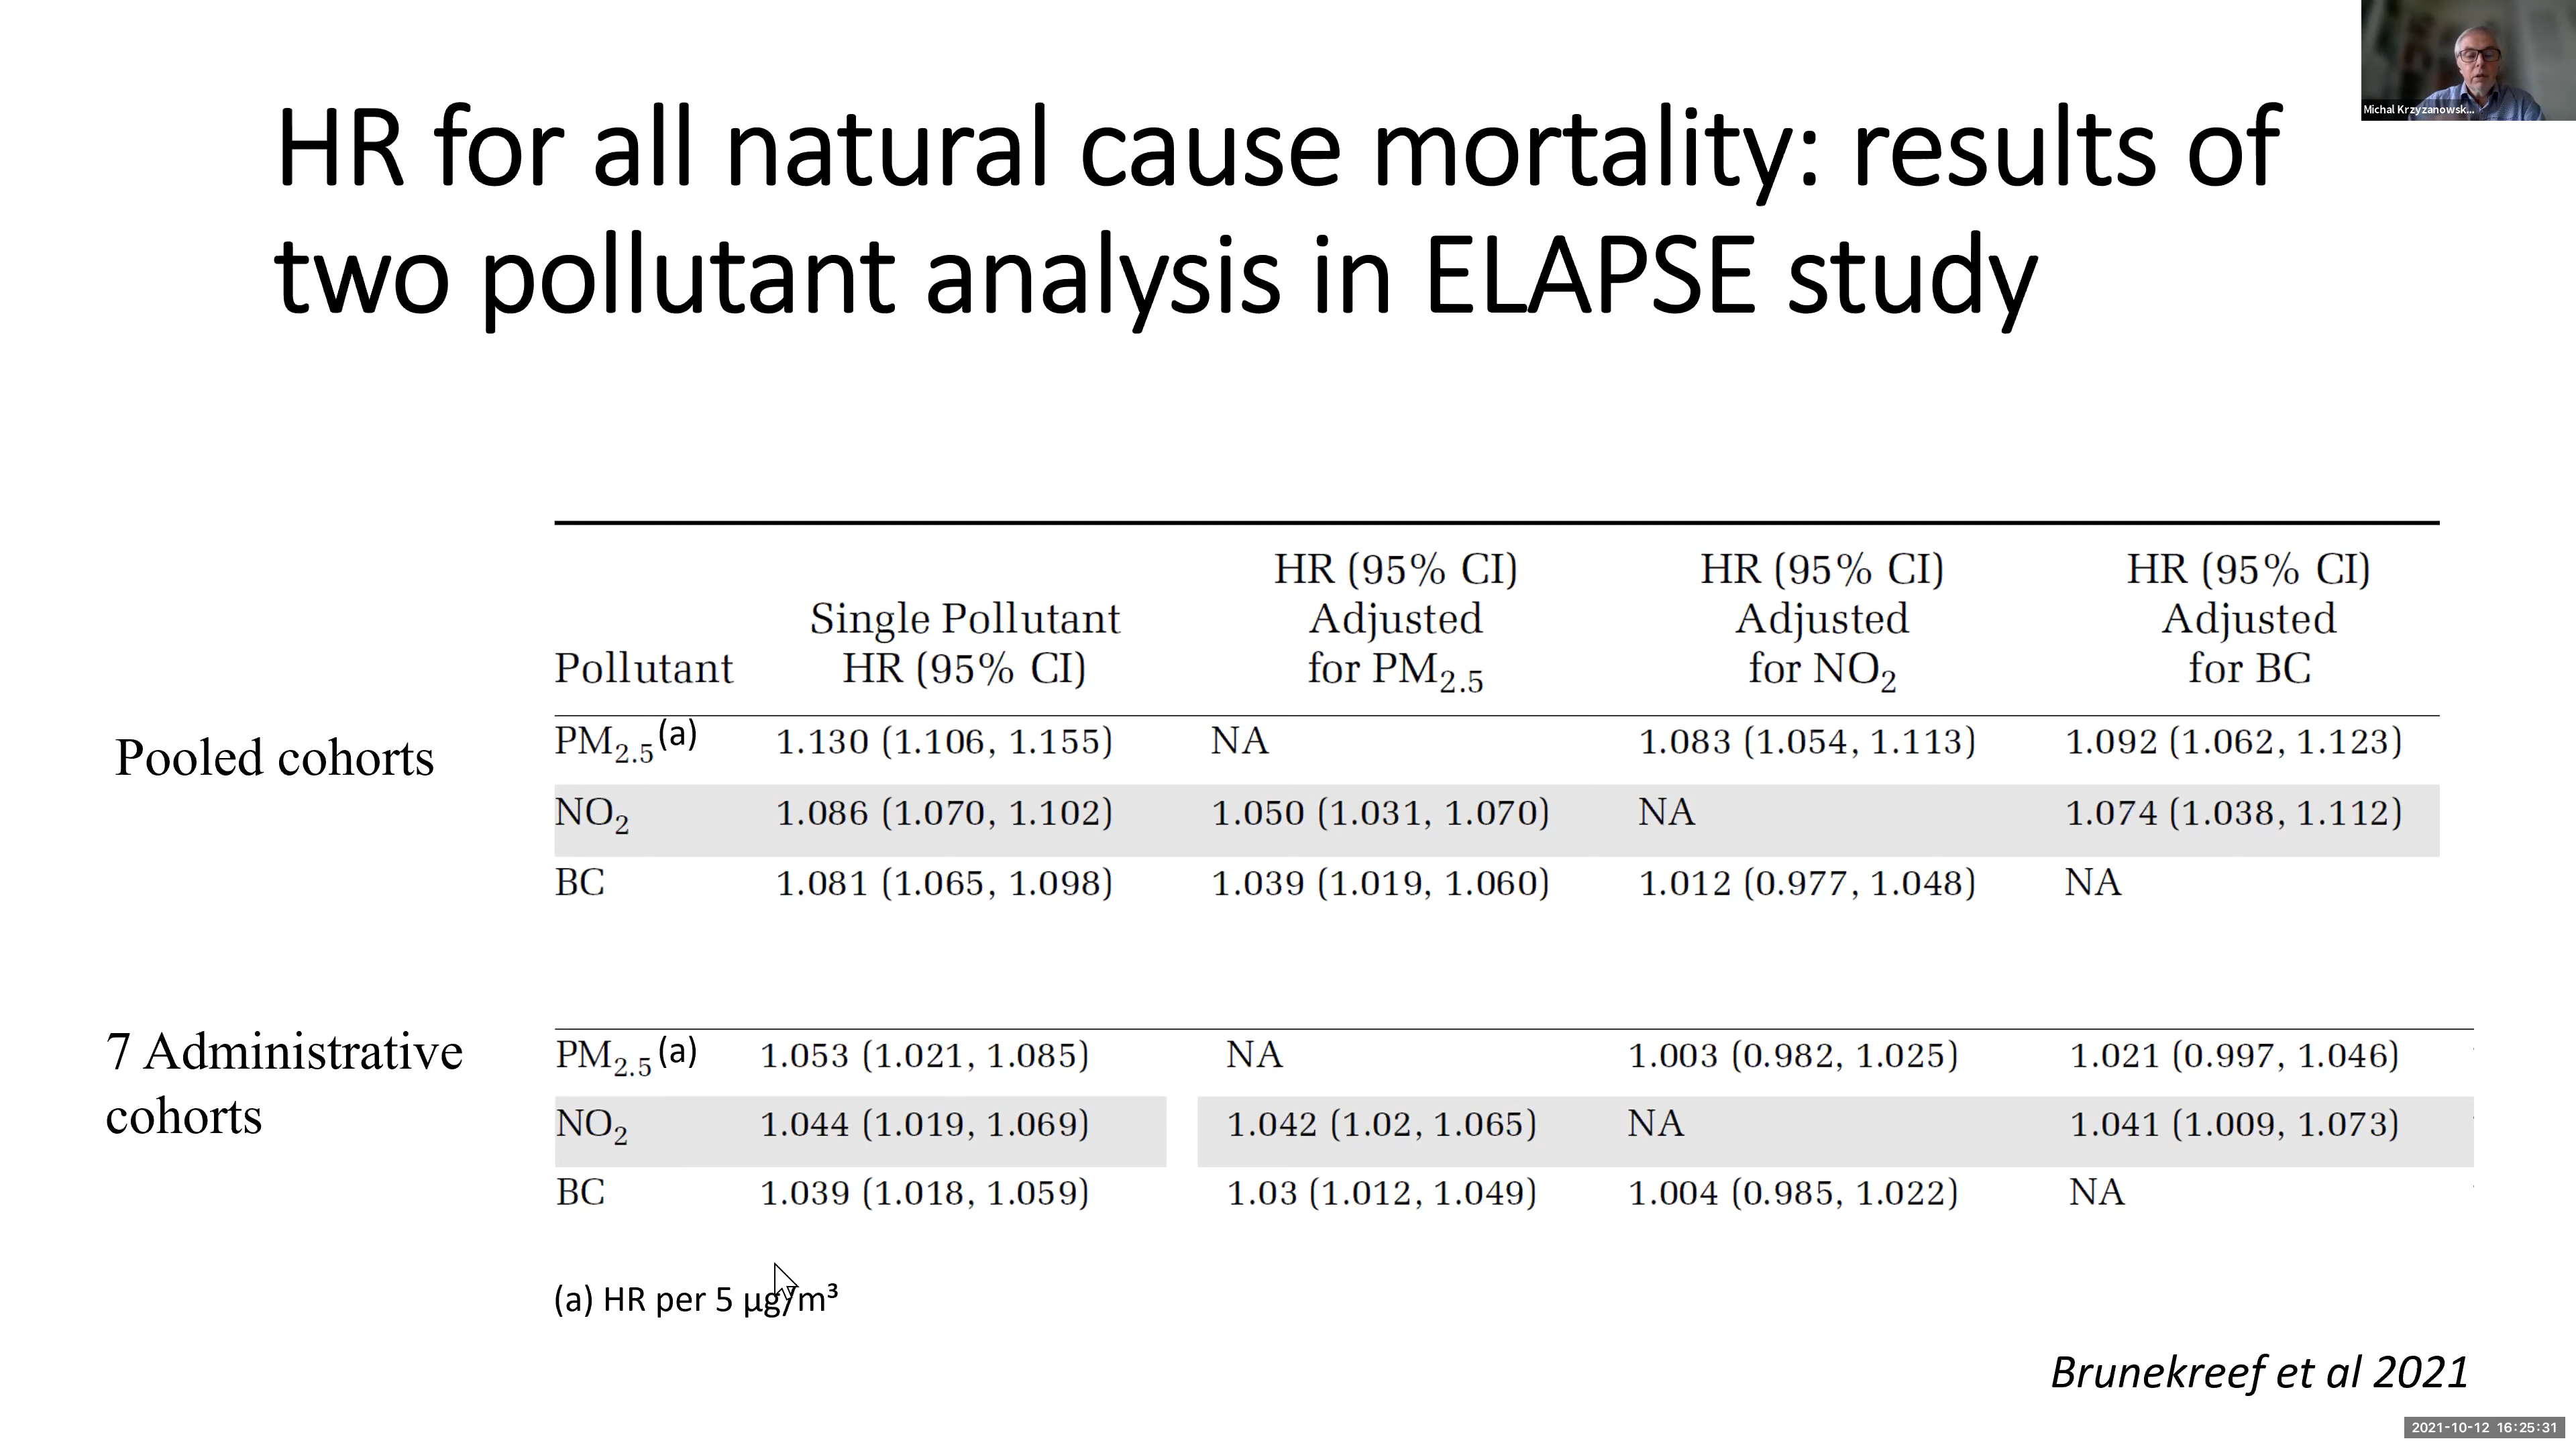 Michal Krzyzanowsk...
HR for all natural cause mortality: results of
two pollutant analysis in ELAPSE study
Pollutant
Single Pollutant
HR (95% CI)
HR (95% CI)
Adjusted
for PM2.5
HR (95% CI)
Adjusted
for NO2
HR (95% CI)
Adjusted
for BC
Pooled cohorts
PM2.5(a) 1.130 (1.106, 1.155) NA 1.083 (1.054, 1.113) 1.092 (1.062, 1.123)
NO2 1.086 (1.070, 1.102) 1.050 (1.031, 1.070) NA 1.074 (1.038, 1.112)
BC 1.081 (1.065, 1.098) 1.039 (1.019, 1.060) 1.012 (0.977, 1.048) NA
7 Administrative
cohorts
PM2.5(a) 1.053 (1.021, 1.085) NA 1.003 (0.982, 1.025) 1.021 (0.997, 1.046)
NO2 1.044 (1.019, 1.069) 1.042 (1.02, 1.065) NA 1.041 (1.009, 1.073)
BC 1.039 (1.018, 1.059) 1.03 (1.012, 1.049) 1.004 (0.985, 1.022) NA
(a) HR per 5 µg/m³
Brunekreef et al 2021
2021-10-12 16:25:31